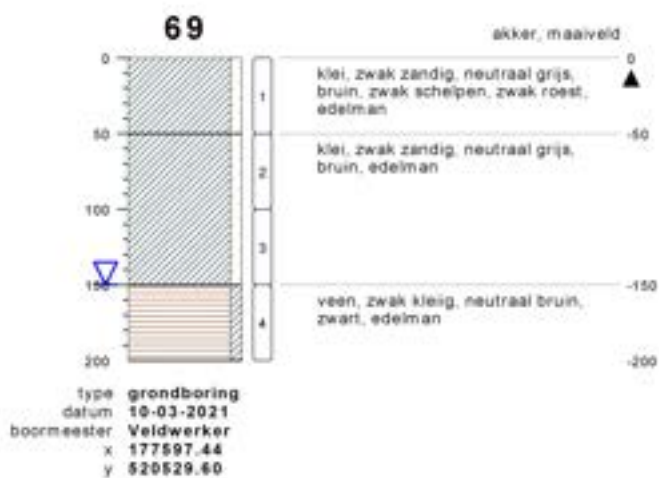 69
akker, maaiveld
0
0
klei, zwak zandig, neutraal grijs,
bruin, zwak schelpen, zwak roest,
edelman
1
50
-50
klei, zwak zandig, neutraal grijs,
bruin, edelman
2
100
3
150
-150
veen, zwak kleiig, neutraal bruin,
zwart, edelman
4
200
-200
type grondboring
datum 10-03-2021
boormeester Veldwerker
x 177597.44
y 520529.60